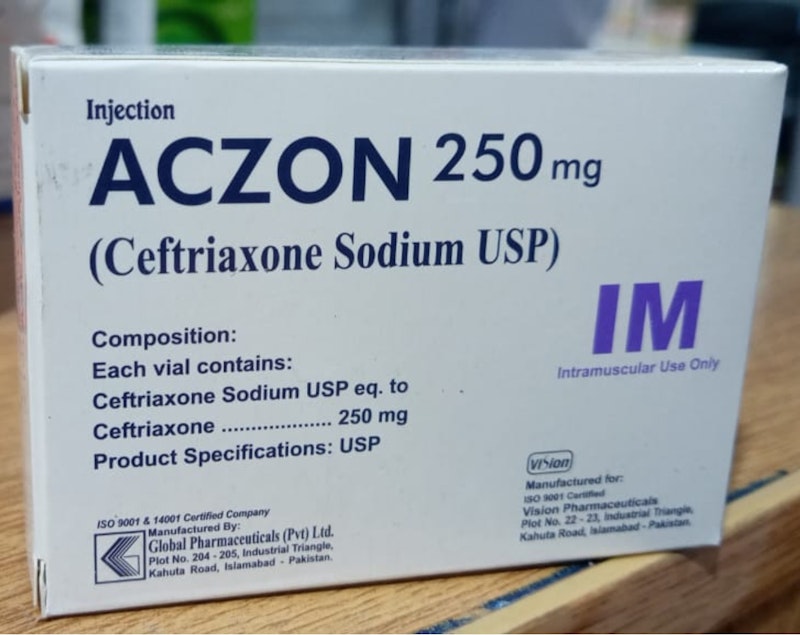 Injection
ACZON 250 mg
(Ceftriaxone Sodium USP)
IM
Intramuscular Use Only
Composition:
Each vial contains:
Ceftriaxone Sodium USP eq. to
Ceftriaxone .................... 250 mg
Product Specifications: USP
ISO 9001 & 14001 Certified Company
Manufactured By:
Global Pharmaceuticals (Pvt) Ltd.
Plot No. 204 - 205, Industrial Triangle,
Kahuta Road, Islamabad - Pakistan.
Vision
Manufactured for:
ISO 9001 Certified
Vision Pharmaceuticals
Plot No. 22 - 23, Industrial Triangle,
Kahuta Road, Islamabad - Pakistan.